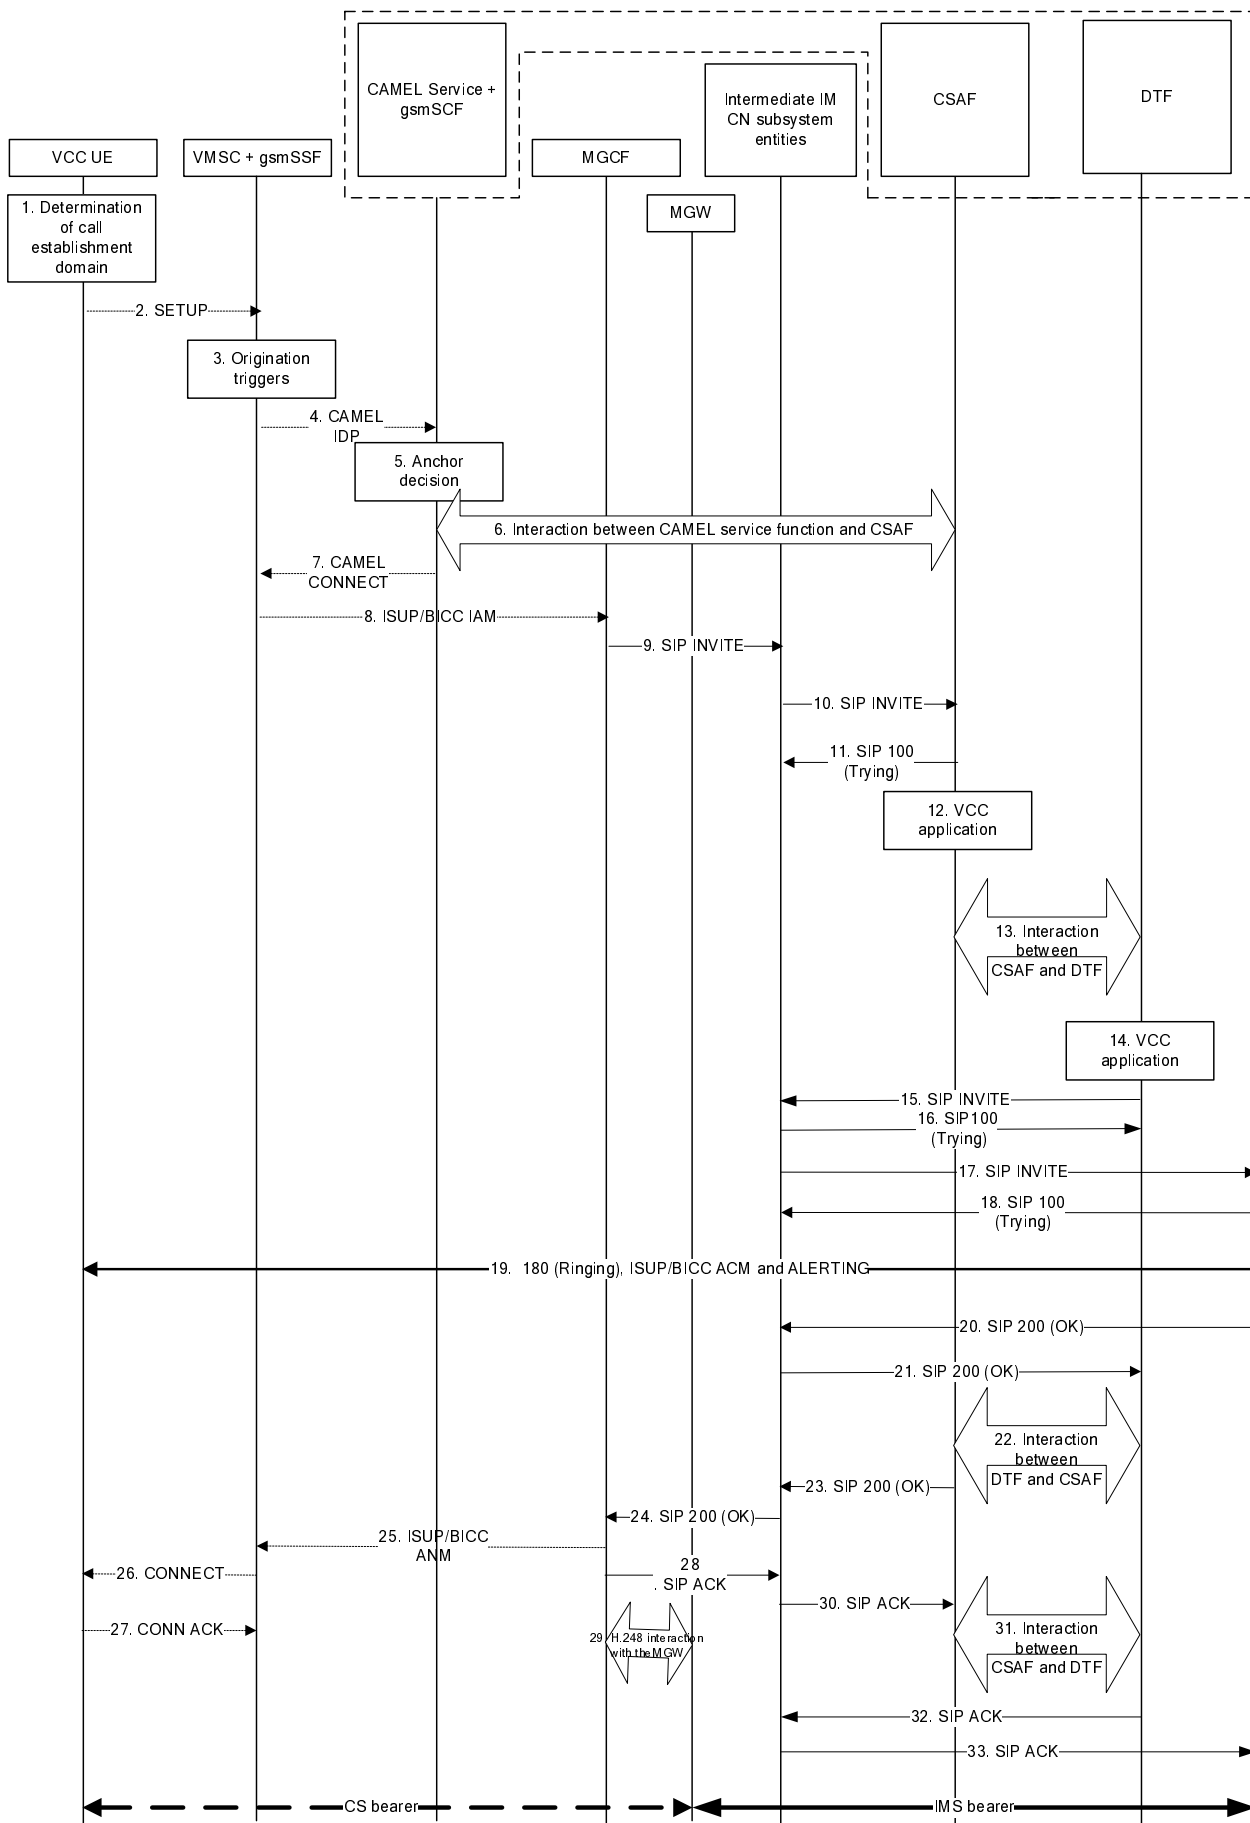 CAMEL Service +
gsmSCF
CSAF
DTF
Intermediate IM
CN subsystem
entities
VCC UE
VMSC + gsmSSF
MGCF
MGW
1. Determination
of call
establishment
domain
2. SETUP
3. Origination
triggers
4. CAMEL
IDP
5. Anchor
decision
6. Interaction between CAMEL service function and CSAF
7. CAMEL
CONNECT
8. ISUP/BICC IAM
9. SIP INVITE
10. SIP INVITE
11. SIP 100
(Trying)
12. VCC
application
13. Interaction
between
CSAF and DTF
14. VCC
application
15. SIP INVITE
16. SIP100
(Trying)
17. SIP INVITE
18. SIP 100
(Trying)
19. 180 (Ringing), ISUP/BICC ACM and ALERTING
20. SIP 200 (OK)
21. SIP 200 (OK)
22. Interaction
between
DTF and CSAF
23. SIP 200 (OK)
24. SIP 200 (OK)
25. ISUP/BICC
ANM
26. CONNECT
28
. SIP ACK
27. CONN ACK
30. SIP ACK
29. H.248 interaction
with the MGW
31. Interaction
between
CSAF and DTF
32. SIP ACK
33. SIP ACK
CS bearer
IMS bearer